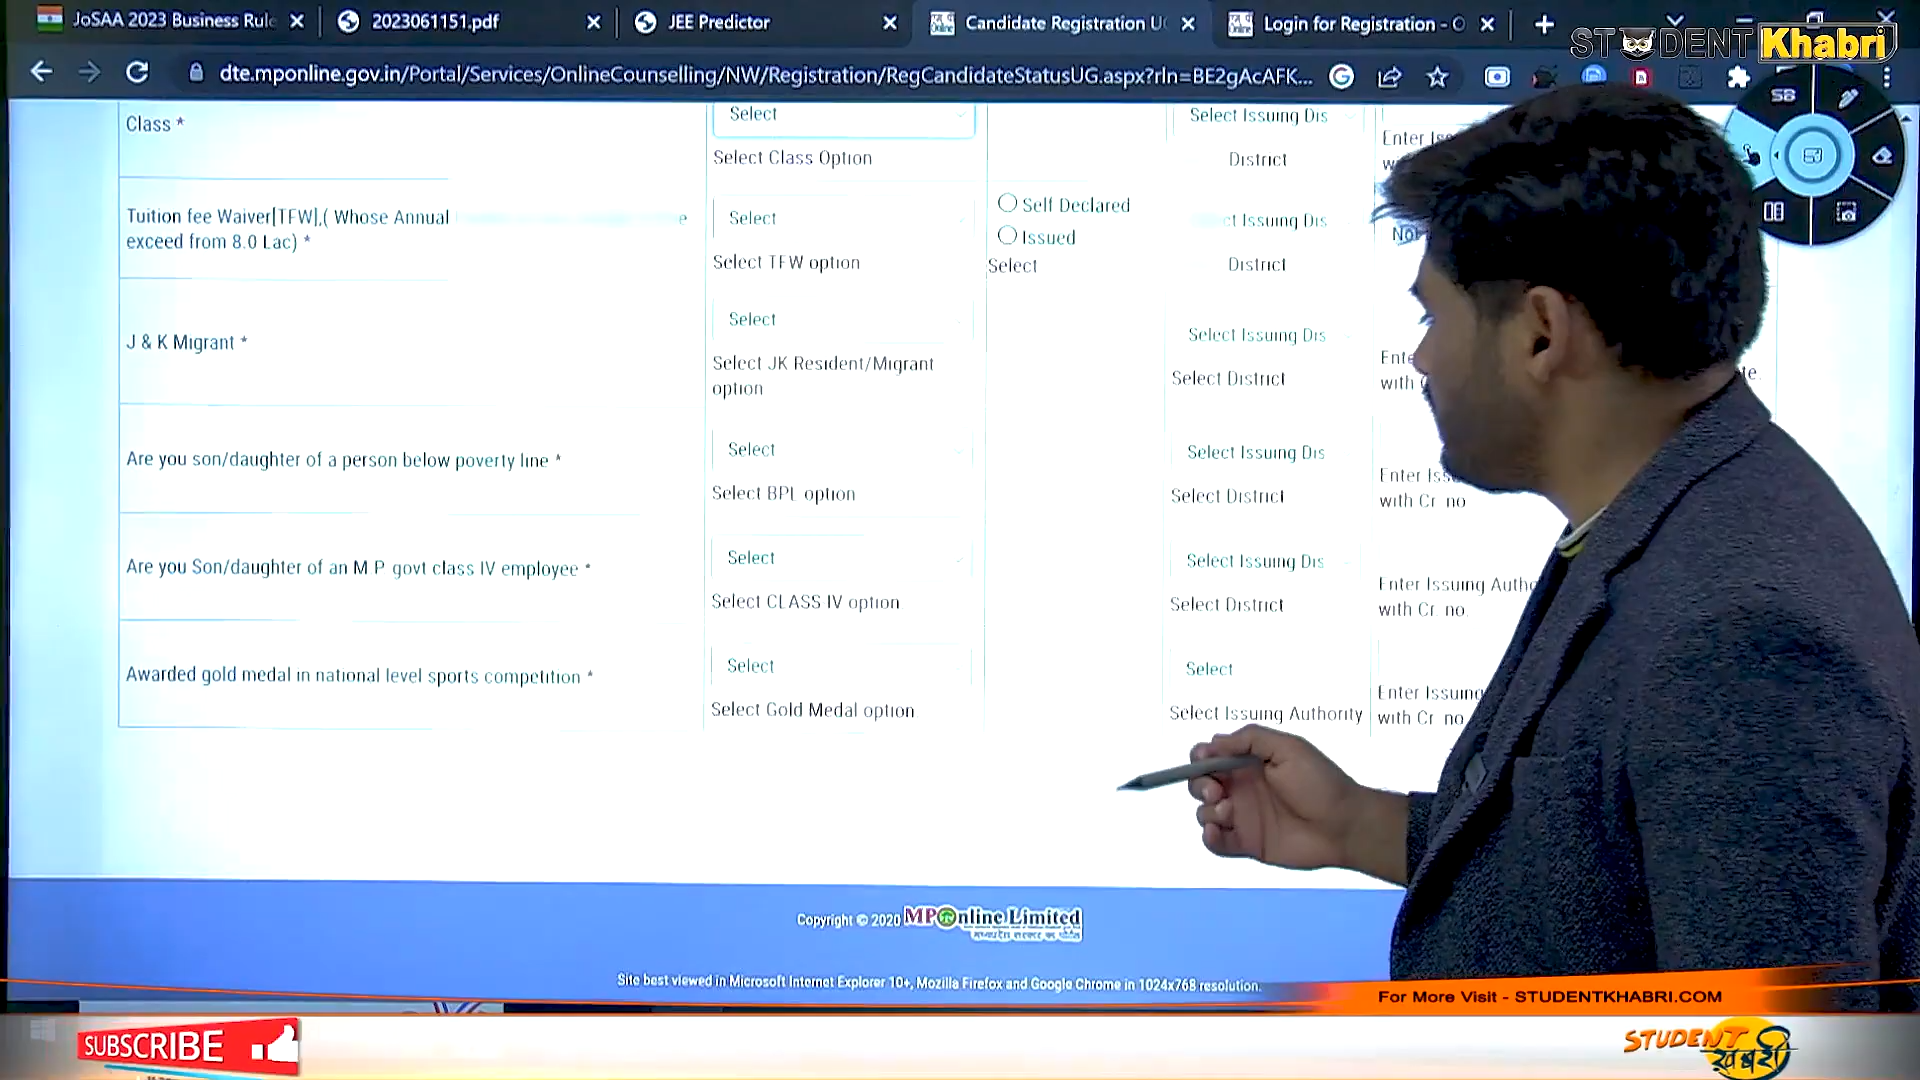 JoSAA 2023 Business Rule
2023061151.pdf
JEE Predictor
Candidate Registration U
Login for Registration - O
STUDENT Khabri
dte.mponline.gov.in/Portal/Services/OnlineCounselling/NW/Registration/RegCandidateStatusUG.aspx?rln=BE2gAcAFK...
SB
Class *
Select
Select Class Option
Select Issuing Dis
District
Tuition fee Waiver[TFW],( Whose Annual
exceed from 8.0 Lac) *
Select
Select TFW option
Self Declared
Issued
Select
ct Issuing Dis
District
J & K Migrant *
Select
Select JK Resident/Migrant
option
Select Issuing Dis
Select District
te.
Are you son/daughter of a person below poverty line *
Select
Select BPL option
Select Issuing Dis
Select District
Enter Iss
with Cr. no
Are you Son/daughter of an M P govt class IV employee *
Select
Select CLASS IV option
Select Issuing Dis
Select District
Enter Issuing Autho
with Cr. no.
Awarded gold medal in national level sports competition *
Select
Select Gold Medal option
Select
Select Issuing Authority
Enter Issuing
with Cr. no.
Copyright © 2020 MPOnline Limited
Site best viewed in Microsoft Internet Explorer 10+, Mozilla Firefox and Google Chrome in 1024x768 resolution.
For More Visit - STUDENTKHABRI.COM
SUBSCRIBE
STUDENT
खबरी